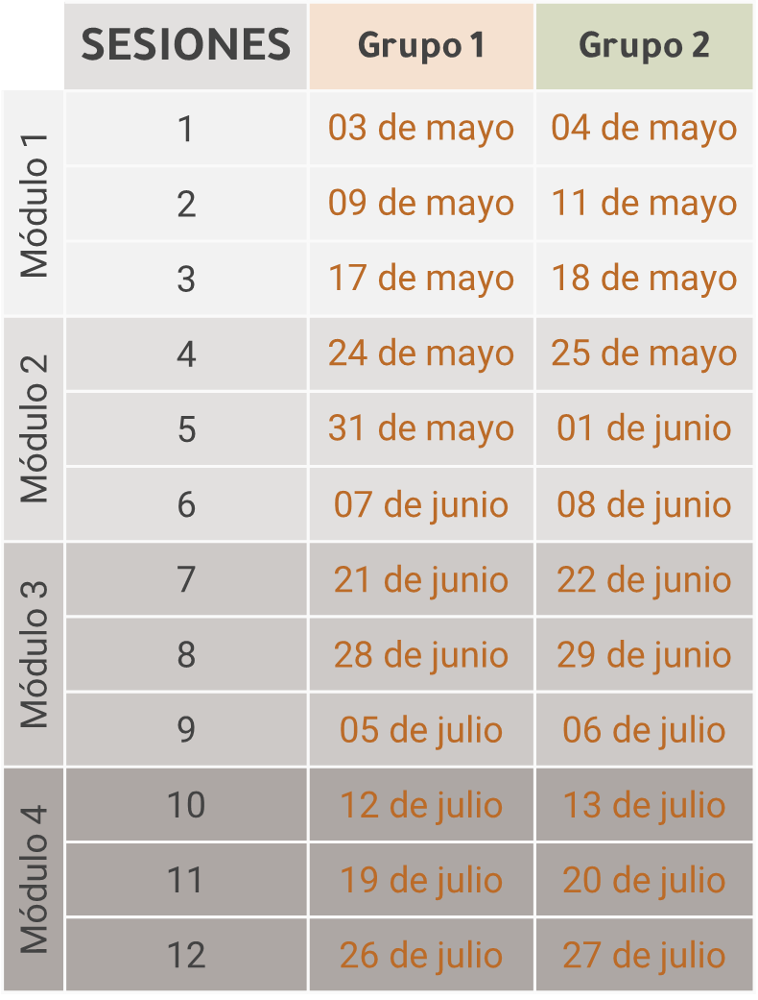 SESIONES Grupo 1 Grupo 2
Módulo 1
1 03 de mayo 04 de mayo
2 09 de mayo 11 de mayo
3 17 de mayo 18 de mayo
Módulo 2
4 24 de mayo 25 de mayo
5 31 de mayo 01 de junio
6 07 de junio 08 de junio
Módulo 3
7 21 de junio 22 de junio
8 28 de junio 29 de junio
9 05 de julio 06 de julio
Módulo 4
10 12 de julio 13 de julio
11 19 de julio 20 de julio
12 26 de julio 27 de julio